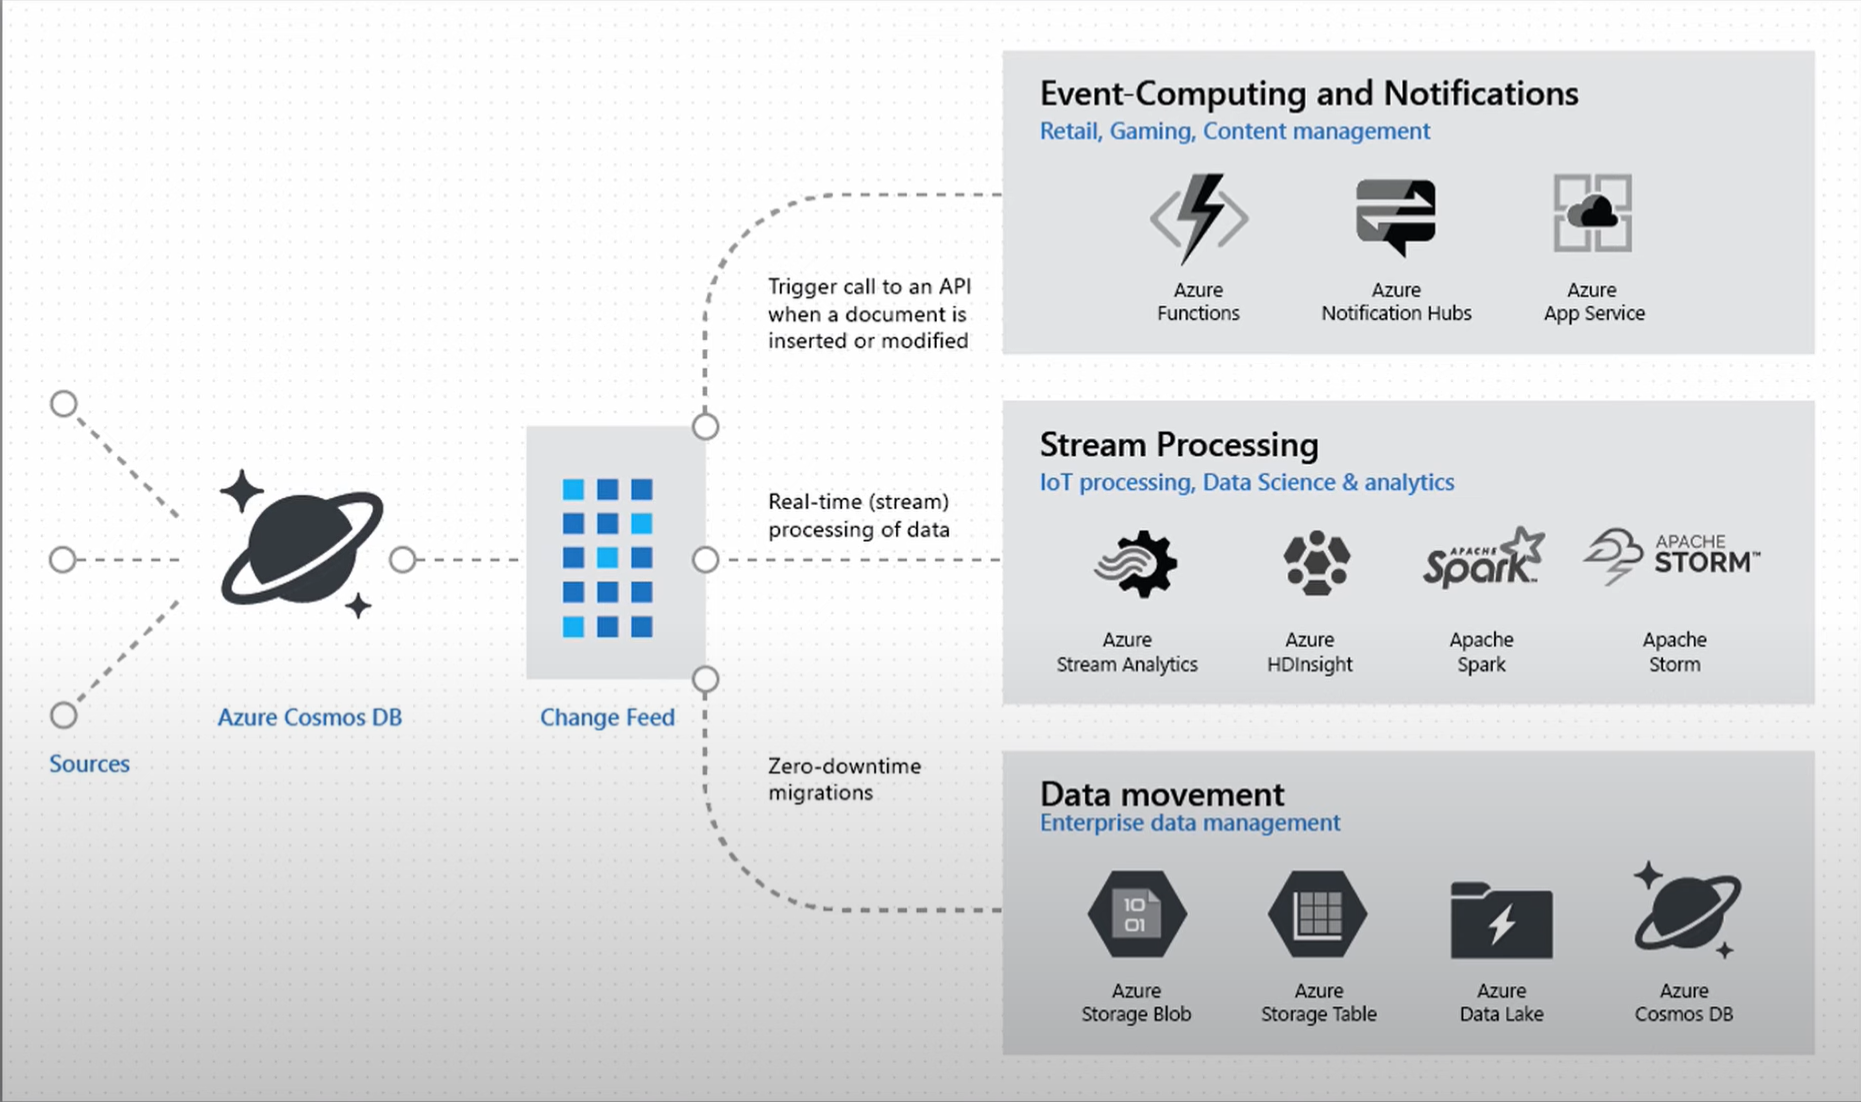 Sources
Azure Cosmos DB
Change Feed
Trigger call to an API
when a document is
inserted or modified
Real-time (stream)
processing of data
Zero-downtime
migrations
Event-Computing and Notifications
Retail, Gaming, Content management
Azure
Functions
Azure
Notification Hubs
Azure
App Service
Stream Processing
IoT processing, Data Science & analytics
APACHE
Spark™
APACHE
STORM™
Azure
Stream Analytics
Azure
HDInsight
Apache
Spark
Apache
Storm
Data movement
Enterprise data management
10
01
Azure
Storage Blob
Azure
Storage Table
Azure
Data Lake
Azure
Cosmos DB